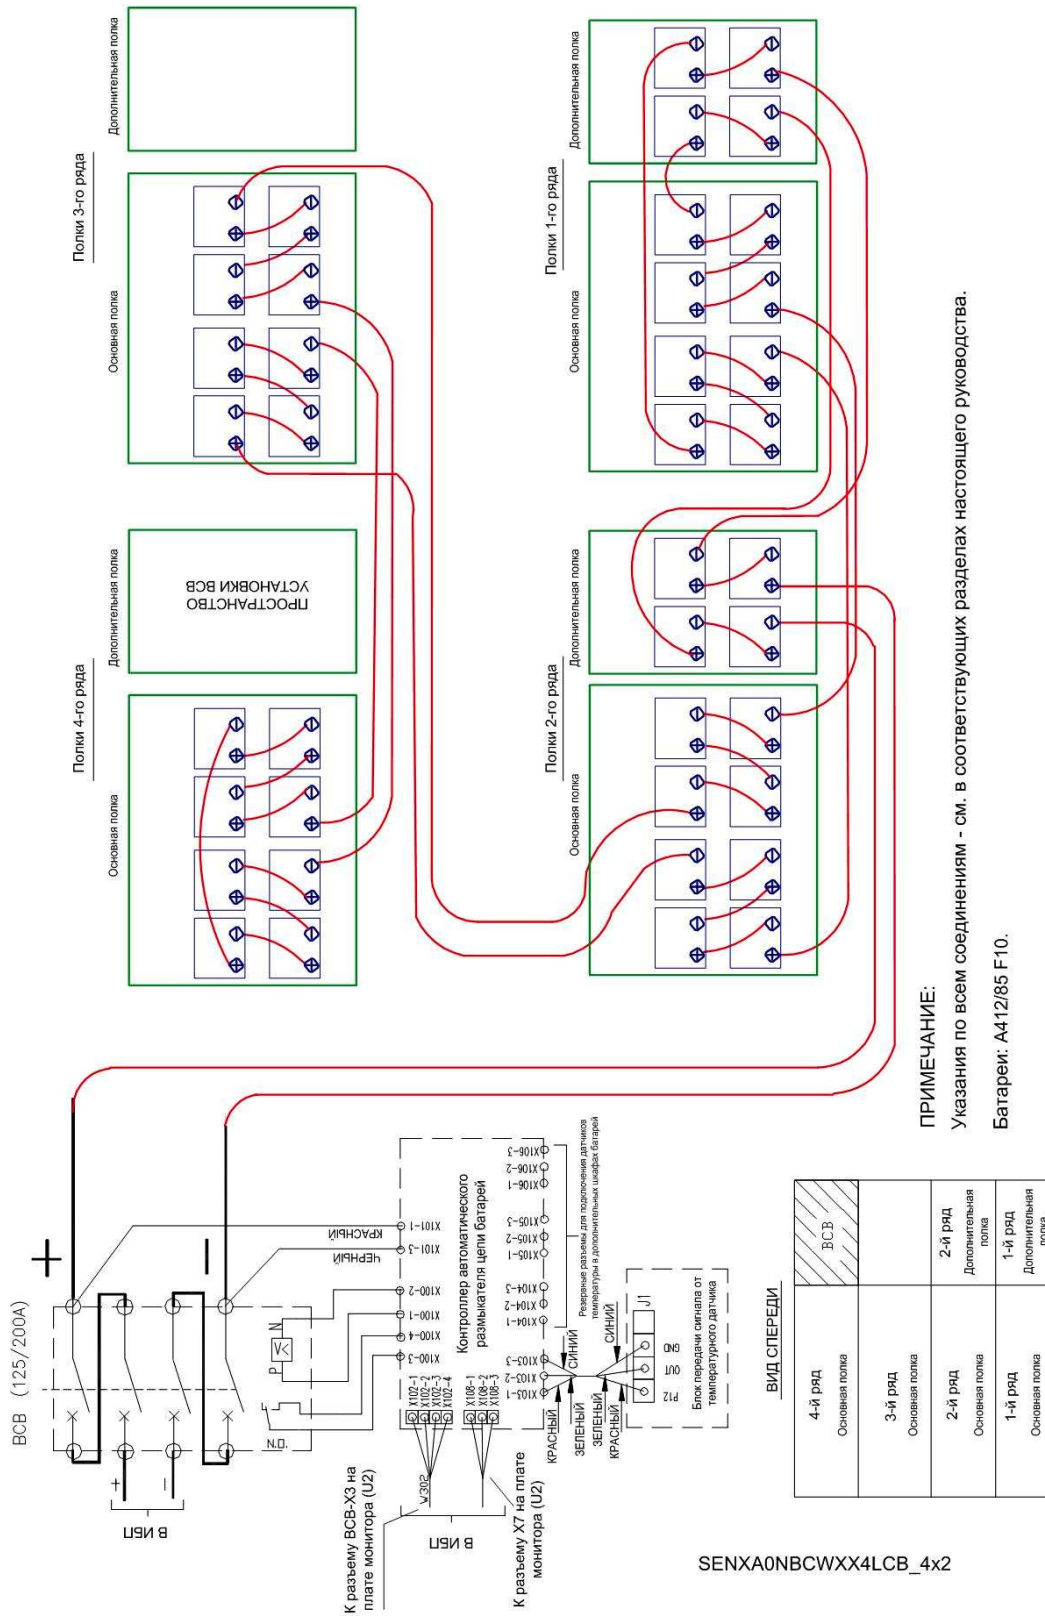 Полки 4-го ряда
Основная полка
Дополнительная полка
ПРОСТРАНСТВО
УСТАНОВКИ BCB
Полки 3-го ряда
Основная полка
Дополнительная полка
Полки 2-го ряда
Основная полка
Дополнительная полка
Полки 1-го ряда
Основная полка
Дополнительная полка
BCB (125/200A)
+
−
+
−
В ИБП
N.O.
P
N
V>
КРАСНЫЙ
ЧЕРНЫЙ
X101-1
X101-3
X100-2
X100-1
X100-4
X100-3
Контроллер автоматического
размыкателя цепи батарей
X102-1
X102-2
X102-3
X102-4
X108-1
X108-2
X108-3
X106-3
X106-2
X106-1
X105-3
X105-2
X105-1
X104-3
X104-2
X104-1
X103-3
X103-2
X103-1
Резервные разъемы для подключения датчиков
температуры в дополнительных шкафах батарей
W302
К разъему BCB-X3 на
плате монитора (U2)
В ИБП
К разъему X7 на плате
монитора (U2)
СИНИЙ
КРАСНЫЙ
ЗЕЛЕНЫЙ
СИНИЙ
ЗЕЛЕНЫЙ
КРАСНЫЙ
J1
GND
OUT
P12
Блок передачи сигнала от
температурного датчика
ПРИМЕЧАНИЕ:
Указания по всем соединениям - см. в соответствующих разделах настоящего руководства.
Батареи: A412/85 F10.
ВИД СПЕРЕДИ
4-й ряд
Основная полка
BCB
3-й ряд
Основная полка
2-й ряд
Основная полка
2-й ряд
Дополнительная
полка
1-й ряд
Основная полка
1-й ряд
Дополнительная
полка
SENXA0NBCWXX4LCB_4x2